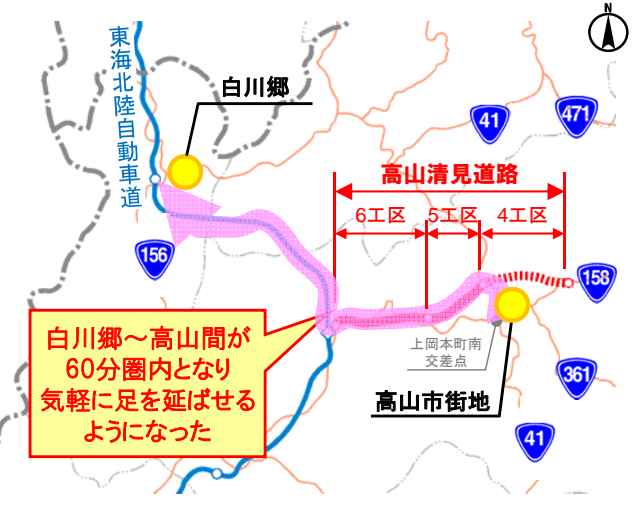 N
東海北陸自動車道
白川郷
41
471
高山清見道路
6工区
5工区
4工区
156
158
白川郷～高山間が
60分圏内となり
気軽に足を延ばせる
ようになった
上岡本町南
交差点
361
高山市街地
41